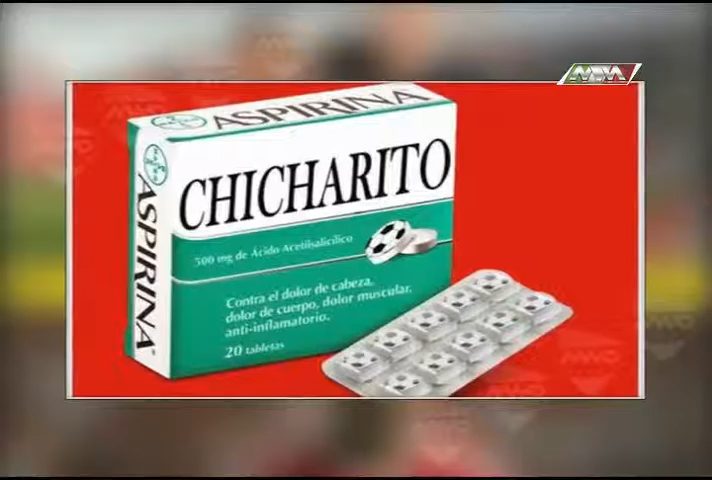 ASPIRINA
BAYER
CHICHARITO
500 mg de Ácido Acetilsalicílico
Contra el dolor de cabeza,
dolor de cuerpo, dolor muscular,
anti-inflamatorio.
20 tabletas
ASPIRINA